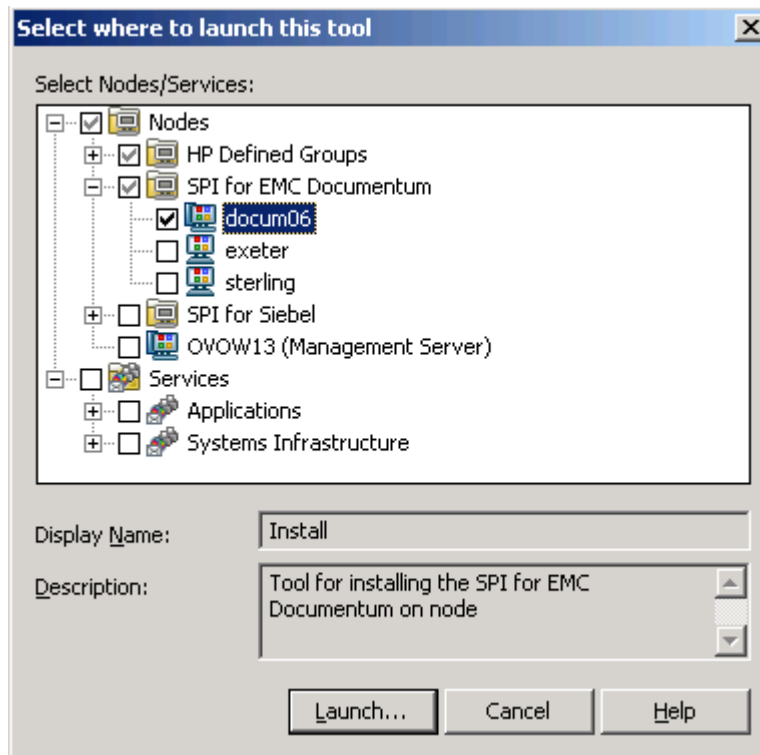 Select where to launch this tool
Select Nodes/Services:
Nodes
HP Defined Groups
SPI for EMC Documentum
docum06
exeter
sterling
SPI for Siebel
OVOW13 (Management Server)
Services
Applications
Systems Infrastructure
Display Name:
Install
Description:
Tool for installing the SPI for EMC
Documentum on node
Launch...
Cancel
Help